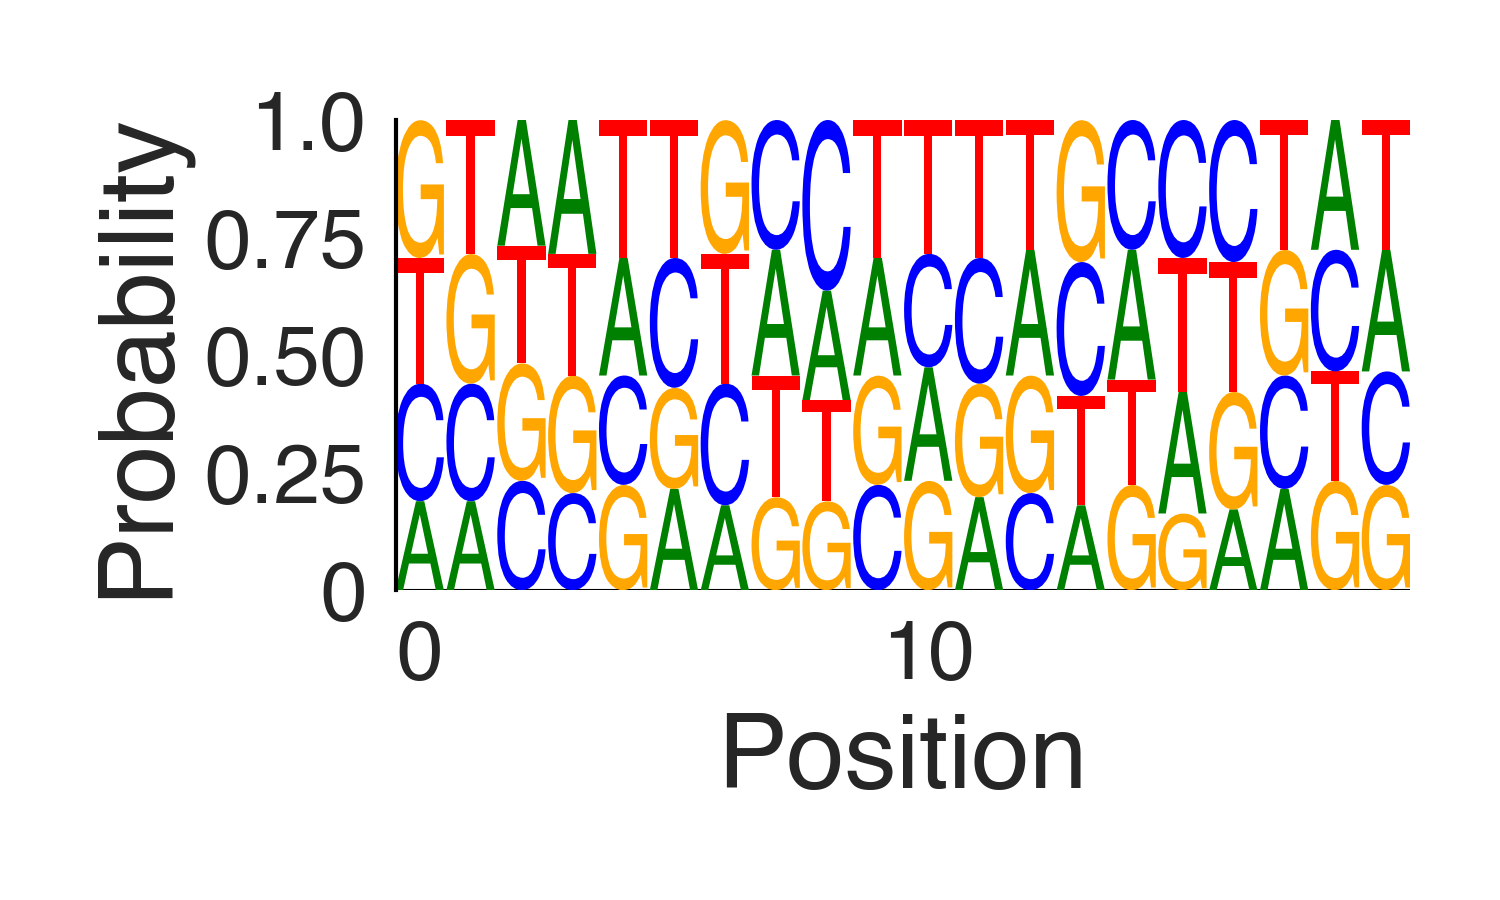 Probability
1.0
0.75
0.50
0.25
0
GTAATTGCCTTTTGCCCTAT
TGTTACTAAACCACATTGCA
CCGGCGCTTGAGGTTAGCTC
AACCGAAGGCGACAGGAAGG
0 10
Position